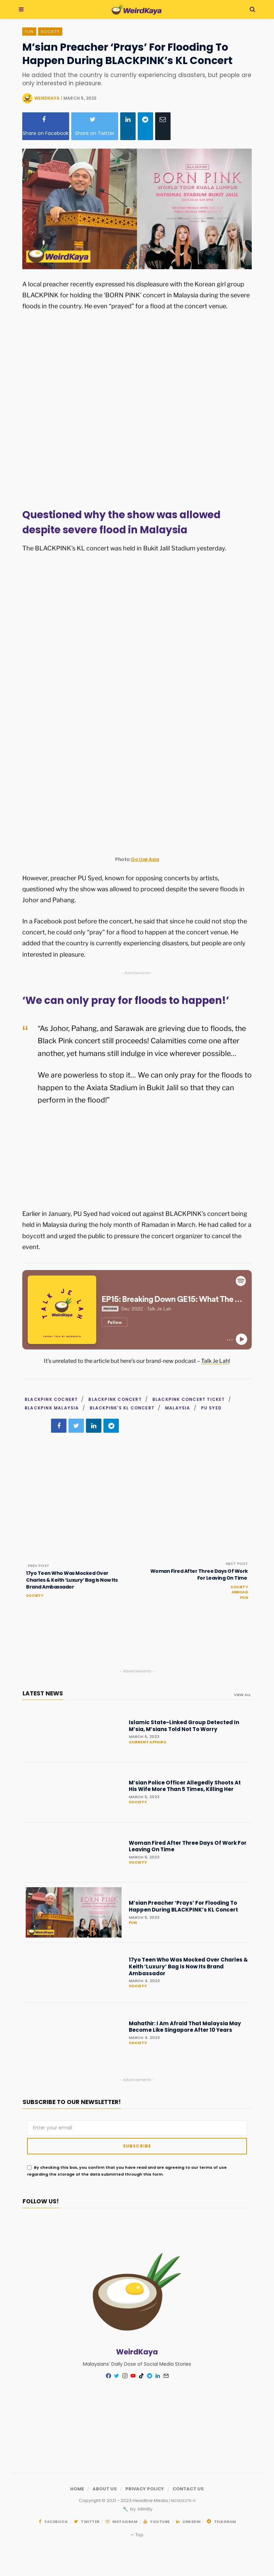 WeirdKaya
FUN SOCIETY
M'sian Preacher 'Prays' For Flooding To
Happen During BLACKPINK's KL Concert
He added that the country is currently experiencing disasters, but people are
only interested in pleasure.
WEIRDKAYA | MARCH 5, 2023
Share on Facebook Share on Twitter
BLACKPINK
BORN PINK
WORLD TOUR KUALA LUMPUR
NATIONAL STADIUM BUKIT JALIL
WeirdKaya
A local preacher recently expressed his displeasure with the Korean girl group
BLACKPINK for holding the 'BORN PINK' concert in Malaysia during the severe
floods in the country. He even "prayed" for a flood at the concert venue.
Questioned why the show was allowed
despite severe flood in Malaysia
The BLACKPINK's KL concert was held in Bukit Jalil Stadium yesterday.
Photo: Go Live Asia
However, preacher PU Syed, known for opposing concerts by artists,
questioned why the show was allowed to proceed despite the severe floods in
Johor and Pahang.
In a Facebook post before the concert, he said that since he could not stop the
concert, he could only "pray" for a flood to happen at the concert venue. He
added that the country is currently experiencing disasters, but people are only
interested in pleasure.
- Advertisements -
'We can only pray for floods to happen!'
"As Johor, Pahang, and Sarawak are grieving due to floods, the
Black Pink concert still proceeds! Calamities come one after
another, yet humans still indulge in vice wherever possible…
We are powerless to stop it… We can only pray for the floods to
happen to the Axiata Stadium in Bukit Jalil so that they can
perform in the flood!"
Earlier in January, PU Syed had voiced out against BLACKPINK's concert being
held in Malaysia during the holy month of Ramadan in March. He had called for a
boycott and urged the public to pressure the concert organizer to cancel the
event.
TALK JE LAH
EP15: Breaking Down GE15: What The ...
PREVIEW Dec 2022 · Talk Je Lah
Follow
It's unrelated to the article but here's our brand-new podcast – Talk Je Lah!
BLACKPINK COCNERT / BLACKPINK CONCERT / BLACKPINK CONCERT TICKET /
BLACKPINK MALAYSIA / BLACKPINK'S KL CONCERT / MALAYSIA / PU SYED
PREV POST
17yo Teen Who Was Mocked Over
Charles & Keith 'Luxury' Bag Is Now Its
Brand Ambassador
SOCIETY
NEXT POST
Woman Fired After Three Days Of Work
For Leaving On Time
SOCIETY
ABROAD
FUN
- Advertisements -
LATEST NEWS
VIEW ALL
Islamic State-Linked Group Detected In
M'sia, M'sians Told Not To Worry
MARCH 6, 2023
CURRENT AFFAIRS
M'sian Police Officer Allegedly Shoots At
His Wife More Than 5 Times, Killing Her
MARCH 5, 2023
SOCIETY
Woman Fired After Three Days Of Work For
Leaving On Time
MARCH 5, 2023
SOCIETY
BORN PINK
M'sian Preacher 'Prays' For Flooding To
Happen During BLACKPINK's KL Concert
MARCH 5, 2023
FUN
17yo Teen Who Was Mocked Over Charles &
Keith 'Luxury' Bag Is Now Its Brand
Ambassador
MARCH 4, 2023
SOCIETY
Mahathir: I Am Afraid That Malaysia May
Become Like Singapore After 10 Years
MARCH 4, 2023
SOCIETY
- Advertisements -
SUBSCRIBE TO OUR NEWSLETTER!
Enter your email
SUBSCRIBE
By checking this box, you confirm that you have read and are agreeing to our terms of use
regarding the storage of the data submitted through this form.
FOLLOW US!
WeirdKaya
Malaysians' Daily Dose of Social Media Stories
HOME / ABOUT US / PRIVACY POLICY / CONTACT US
by Infinitly
FACEBOOK TWITTER INSTAGRAM YOUTUBE LINKEDIN TELEGRAM
Top